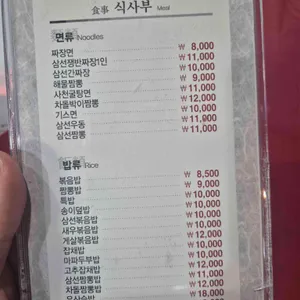 食事 식사부 Meal
면류 Noodles
짜장면 ₩ 8,000
삼선쟁반짜장1인 ₩ 11,000
삼선간짜장 ₩ 10,000
해물짬뽕 ₩ 9,000
사천굴탕면 ₩ 11,000
차돌박이짬뽕 ₩ 12,000
기스면 ₩ 10,000
삼선우동 ₩
삼선짬뽕 ₩ 11,000
밥류 Rice
볶음밥 ₩ 8,500
짬뽕밥 ₩ 9,000
특밥 ₩ 10,000
송이덮밥 ₩ 10,000
삼선볶음밥 ₩ 10,000
새우볶음밥 ₩
게살볶음밥 ₩ 12,000
잡채밥 ₩ 10,000
마파두부밥 ₩ 10,000
고추잡채밥 ₩ 12,000
삼선짬뽕밥 ₩ 12,000
차돌짬뽕밥 ₩ 18,000